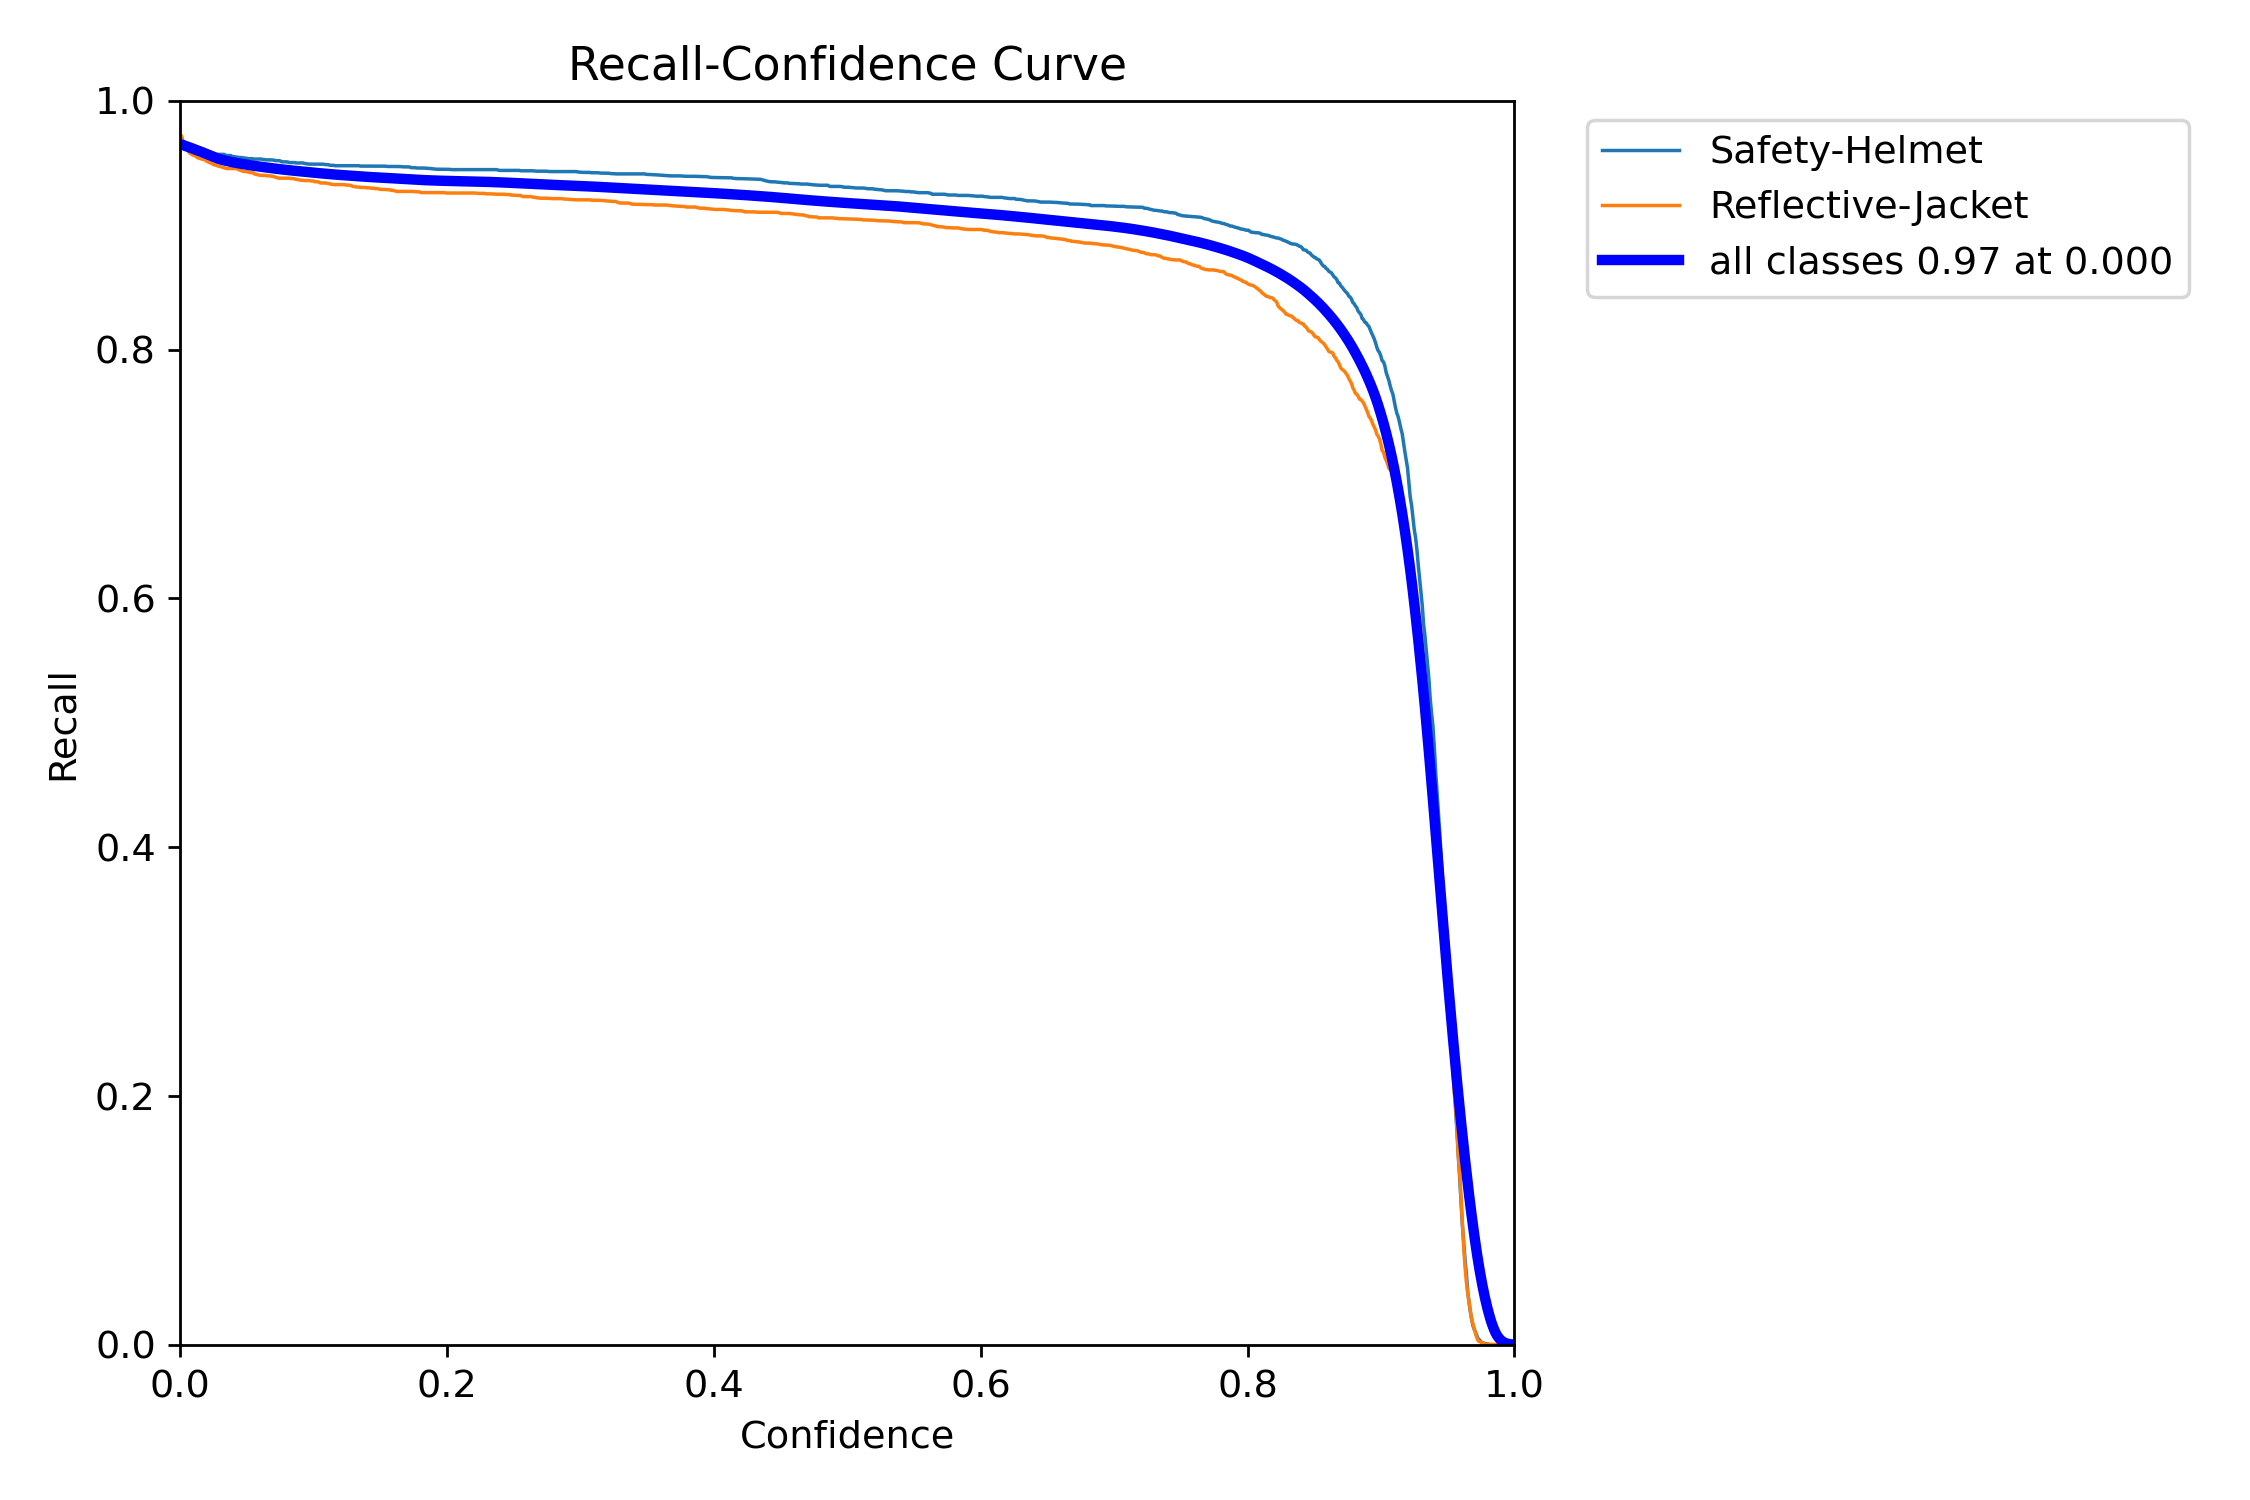 Recall-Confidence Curve
1.0
0.8
0.6
0.4
0.2
0.0
Recall
0.0 0.2 0.4 0.6 0.8 1.0
Confidence
Safety-Helmet
Reflective-Jacket
all classes 0.97 at 0.000